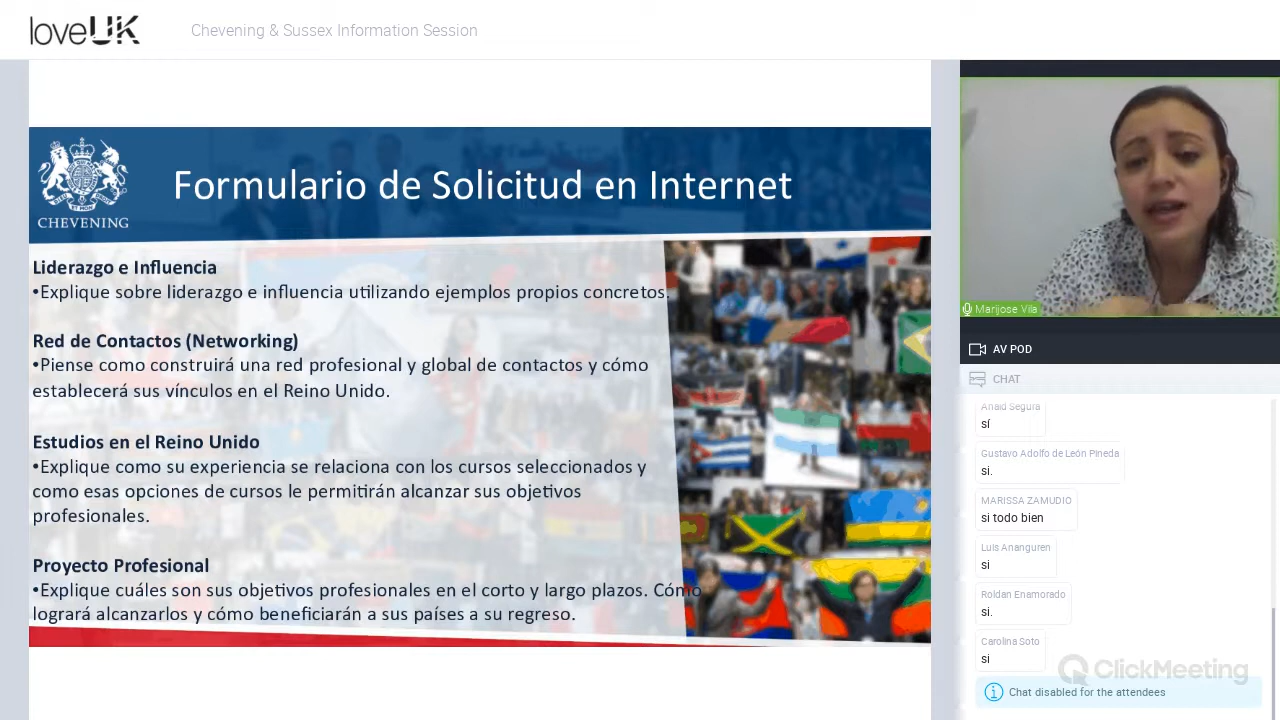 loveUK
Chevening & Sussex Information Session
CHEVENING
Formulario de Solicitud en Internet
Liderazgo e Influencia
•Explique sobre liderazgo e influencia utilizando ejemplos propios concretos.
Red de Contactos (Networking)
•Piense como construirá una red profesional y global de contactos y cómo
establecerá sus vínculos en el Reino Unido.
Estudios en el Reino Unido
•Explique como su experiencia se relaciona con los cursos seleccionados y
como esas opciones de cursos le permitirán alcanzar sus objetivos
profesionales.
Proyecto Profesional
•Explique cuáles son sus objetivos profesionales en el corto y largo plazos. Cómo
logrará alcanzarlos y cómo beneficiarán a sus países a su regreso.
Marijose Vila
AV POD
CHAT
Anaid Segura
sí
Gustavo Adolfo de León Pineda
si.
MARISSA ZAMUDIO
si todo bien
Luis Ananguren
si
Roldan Enamorado
si.
Carolina Soto
si
ClickMeeting
Chat disabled for the attendees